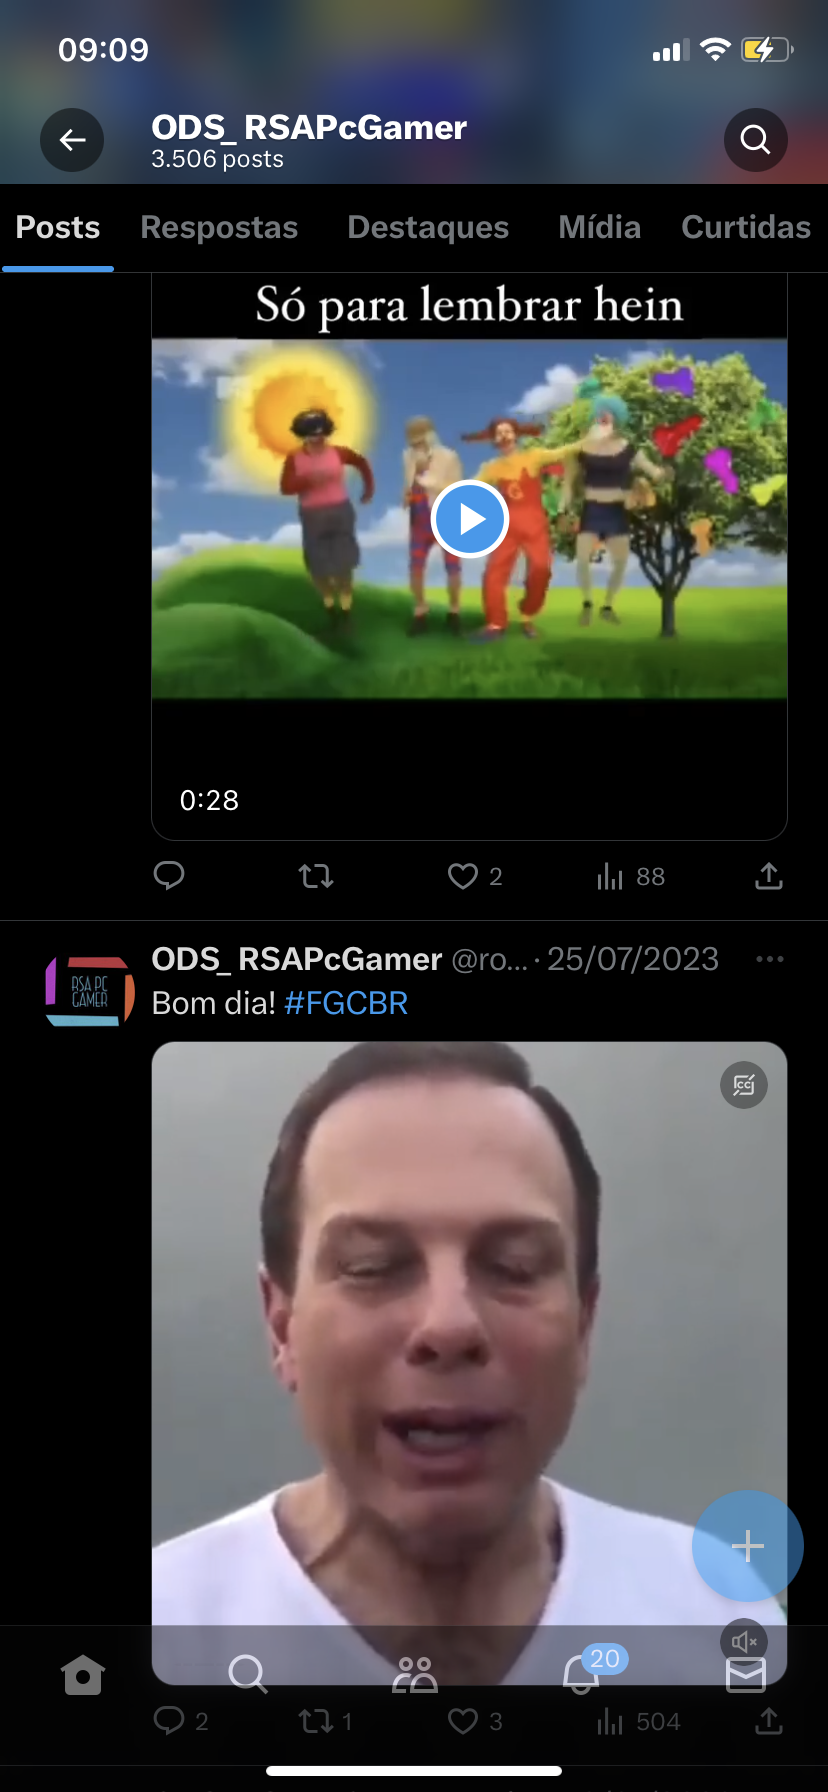 09:09
ODS_ RSAPcGamer
3.506 posts
Posts Respostas Destaques Mídia Curtidas
Só para lembrar hein
G
0:28
2 88
ODS_ RSAPcGamer @ro... · 25/07/2023
RSA PC
GAMER
Bom dia! #FGCBR
CC
20
2 1 3 504